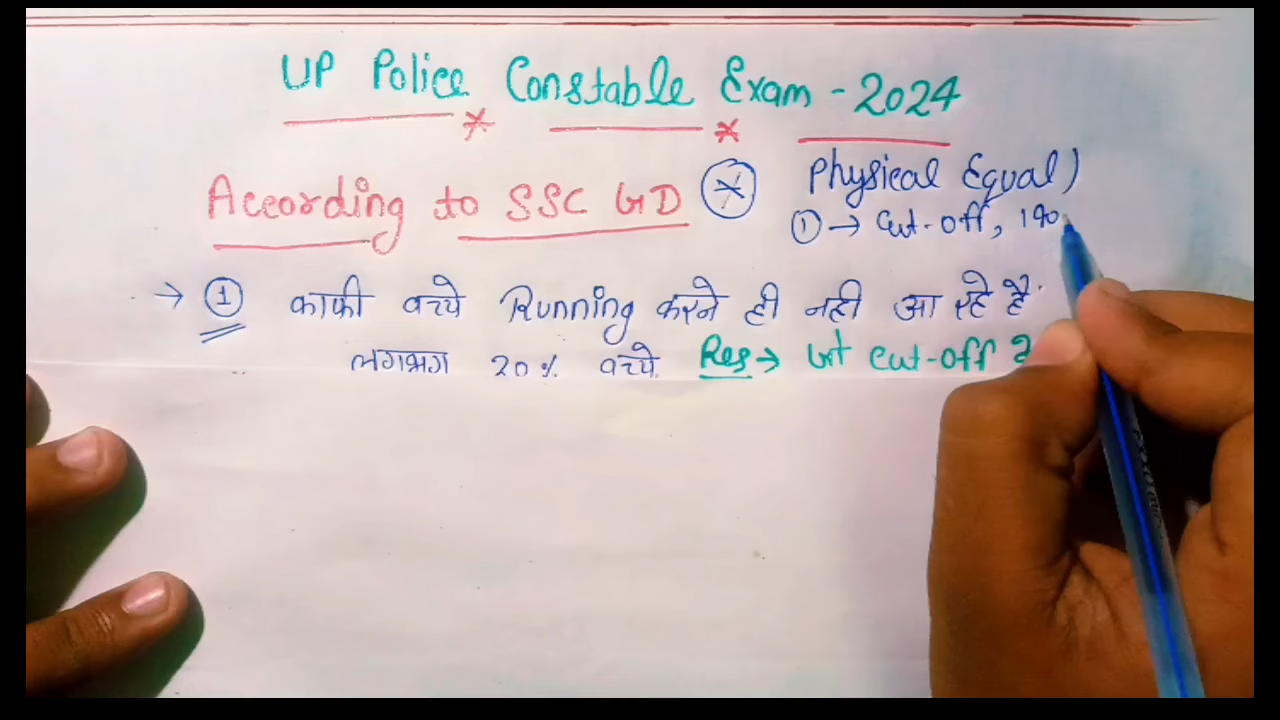 UP Police Constable Exam - 2024
According to SSC GD
Physical Equal)
① → Cut-off, 190
→ ① काफी बच्चे Running करने ही नही आ रहे है
लगभग 20% बच्चे. Res → Cut-off